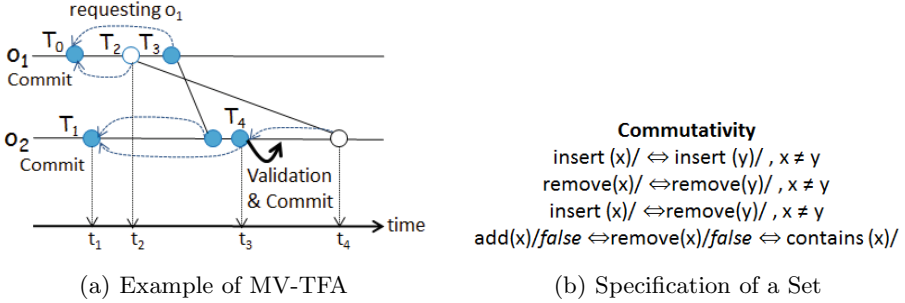 requesting o₁
T₀ T₂ T₃
o₁
Commit
T₁ T₄
o₂
Commit
Validation
& Commit
time
t₁ t₂ t₃ t₄
(a) Example of MV-TFA
Commutativity
insert (x)/ ⇔ insert (y)/ , x ≠ y
remove(x)/ ⇔remove(y)/ , x ≠ y
insert (x)/ ⇔remove(y)/ , x ≠ y
add(x)/false ⇔remove(x)/false ⇔ contains (x)/
(b) Specification of a Set